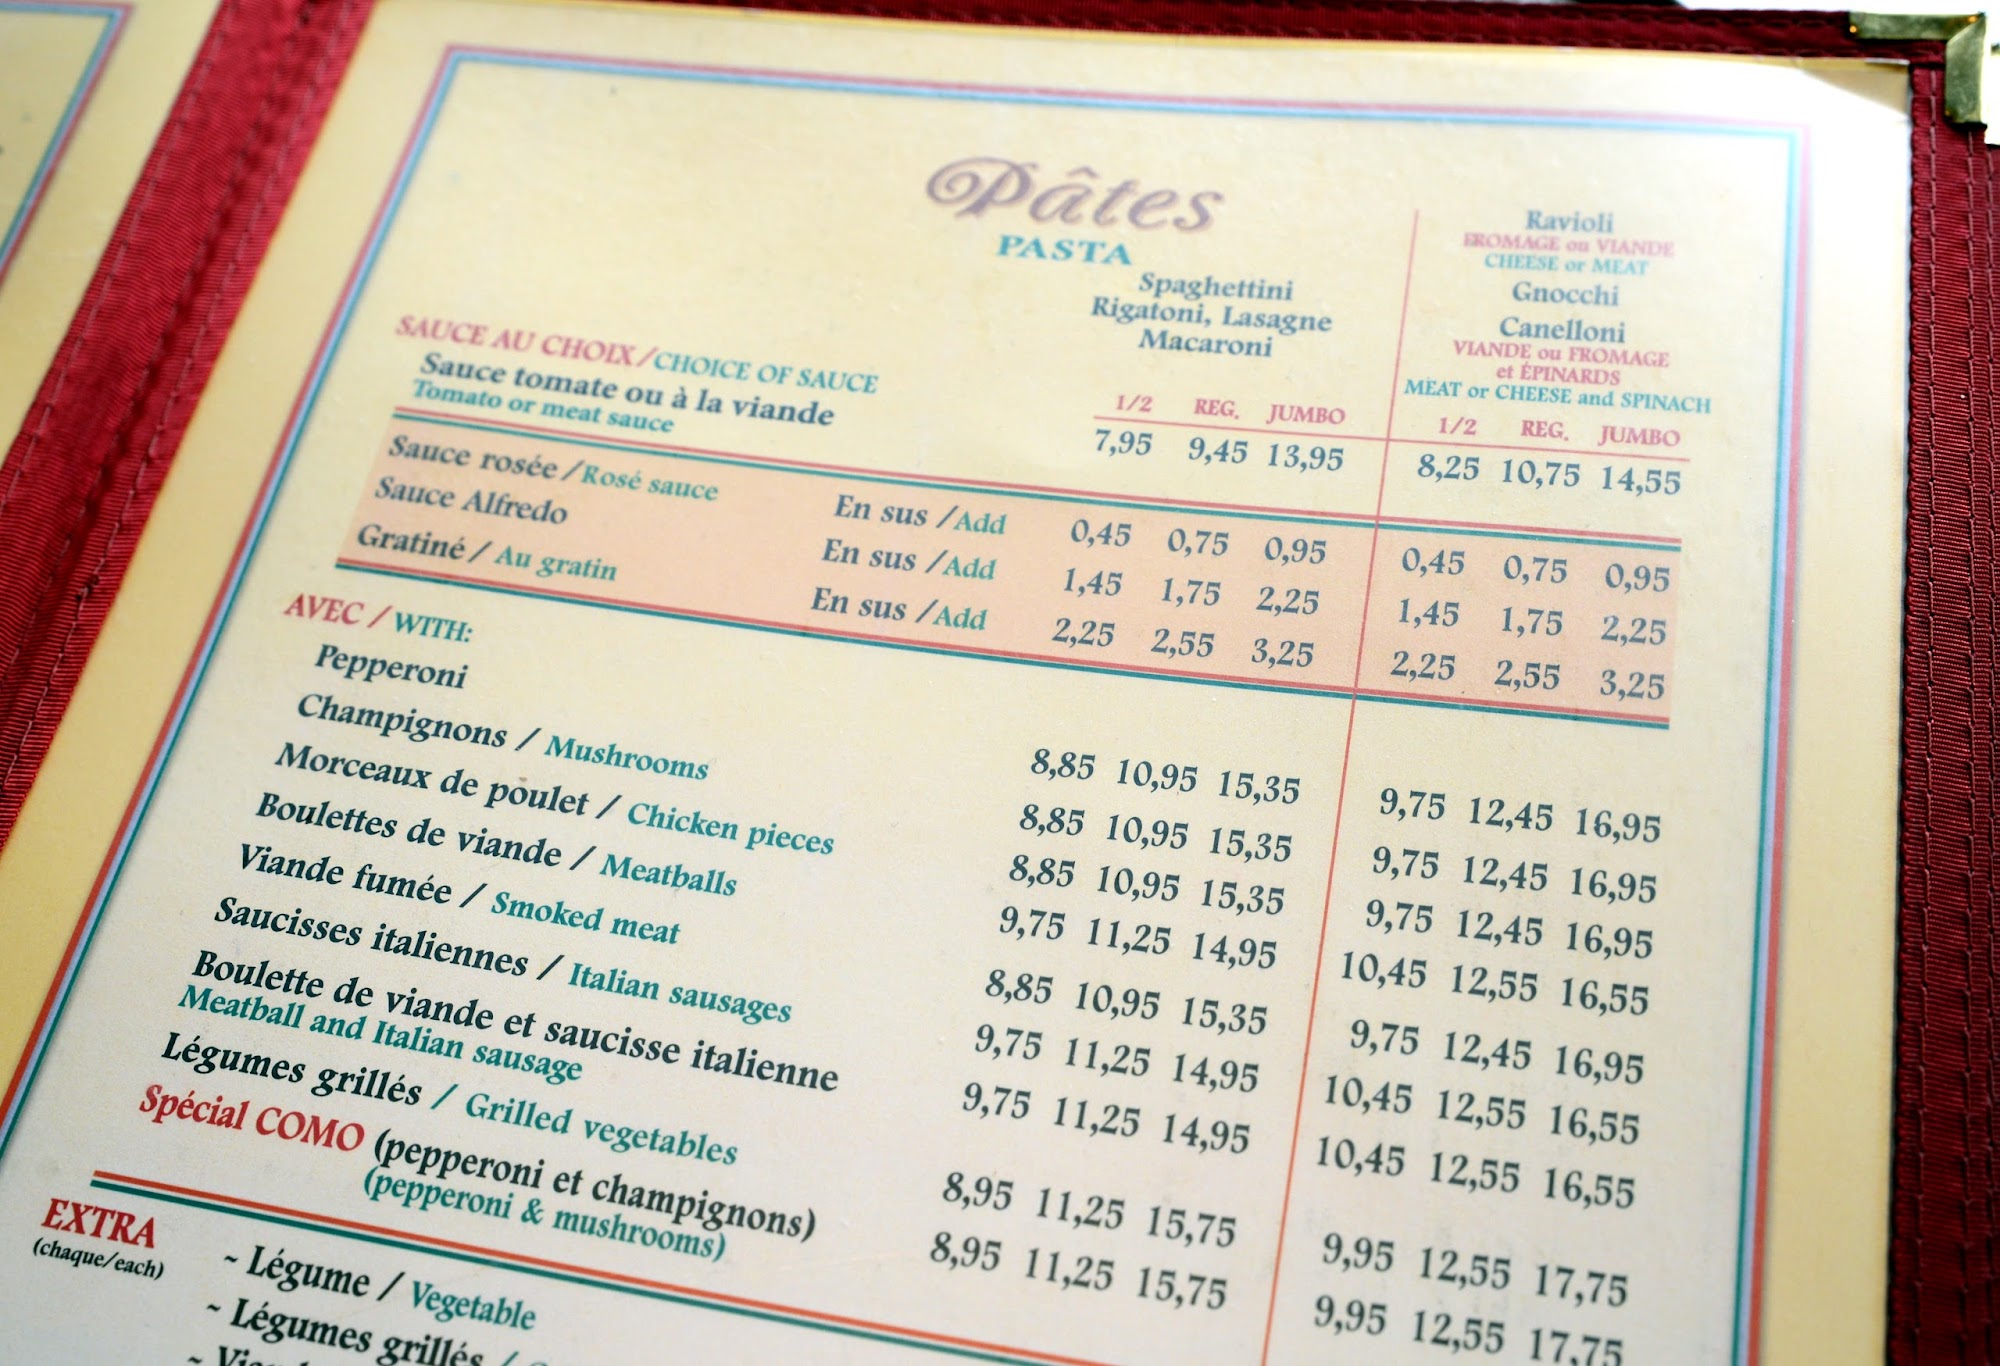 Pâtes
PASTA
Spaghettini
Rigatoni, Lasagne
Macaroni
Ravioli
FROMAGE ou VIANDE
CHEESE or MEAT
Gnocchi
Canelloni
VIANDE ou FROMAGE
et ÉPINARDS
MEAT or CHEESE and SPINACH
SAUCE AU CHOIX/CHOICE OF SAUCE
1/2 REG. JUMBO 1/2 REG. JUMBO
Sauce tomate ou à la viande 7,95 9,45 13,95 8,25 10,75 14,55
Tomato or meat sauce
Sauce rosée/Rosé sauce En sus /Add 0,45 0,75 0,95 0,45 0,75 0,95
Sauce Alfredo En sus /Add 1,45 1,75 2,25 1,45 1,75 2,25
Gratiné/ Au gratin En sus /Add 2,25 2,55 3,25 2,25 2,55 3,25
AVEC / WITH:
Pepperoni 8,85 10,95 15,35 9,75 12,45 16,95
Champignons / Mushrooms 8,85 10,95 15,35 9,75 12,45 16,95
Morceaux de poulet / Chicken pieces 8,85 10,95 15,35 9,75 12,45 16,95
Boulettes de viande / Meatballs 9,75 11,25 14,95 10,45 12,55 16,55
Viande fumée / Smoked meat 8,85 10,95 15,35 9,75 12,45 16,95
Saucisses italiennes / Italian sausages 9,75 11,25 14,95 10,45 12,55 16,55
Boulette de viande et saucisse italienne 9,75 11,25 14,95 10,45 12,55 16,55
Meatball and Italian sausage
Légumes grillés / Grilled vegetables 8,95 11,25 15,75 9,95 12,55 17,75
Spécial COMO (pepperoni et champignons) 8,95 11,25 15,75 9,95 12,55 17,75
(pepperoni & mushrooms)
EXTRA
(chaque/each)
~ Légume / Vegetable
~ Légumes grillés /